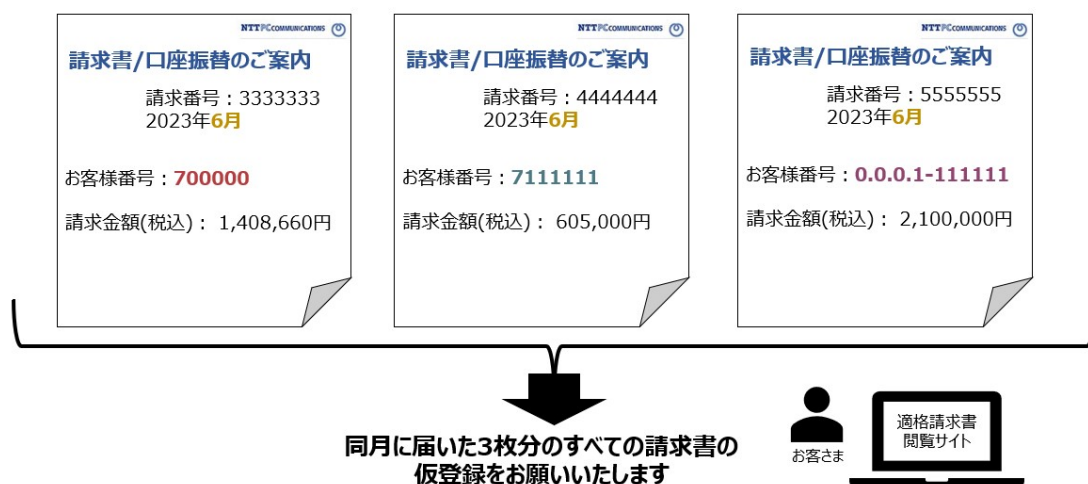 NTTPCCOMMUNICATIONS
請求書/口座振替のご案内
請求番号：3333333
2023年6月
お客様番号：700000
請求金額(税込)： 1,408,660円
NTTPCCOMMUNICATIONS
請求書/口座振替のご案内
請求番号：4444444
2023年6月
お客様番号：7111111
請求金額(税込)： 605,000円
NTTPCCOMMUNICATIONS
請求書/口座振替のご案内
請求番号：5555555
2023年6月
お客様番号：0.0.0.1-111111
請求金額(税込)： 2,100,000円
同月に届いた3枚分のすべての請求書の
仮登録をお願いいたします
お客さま
適格請求書
閲覧サイト